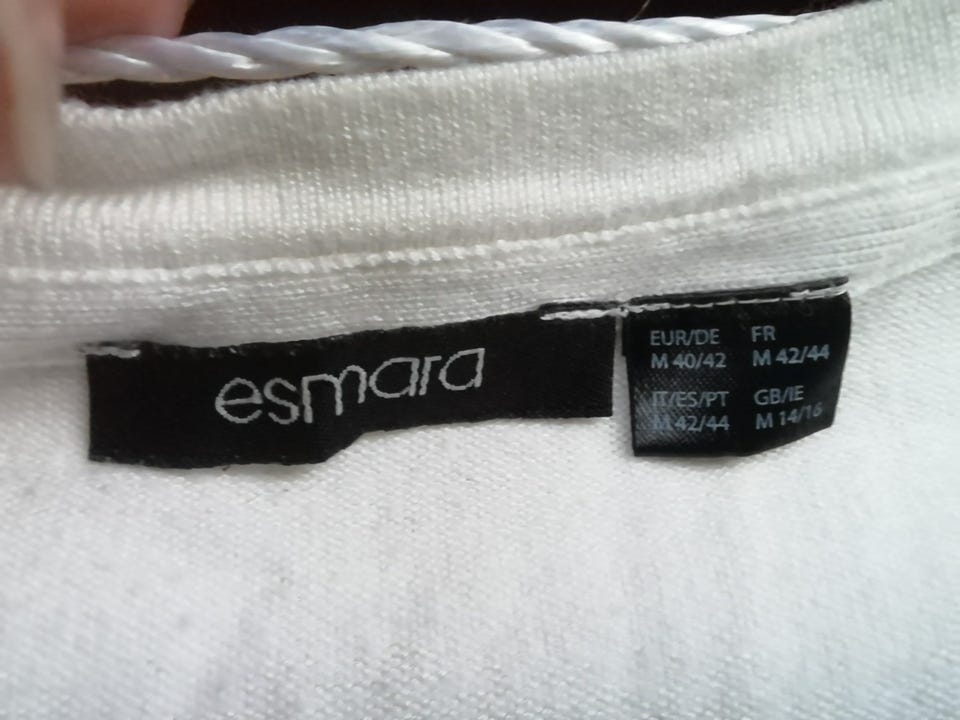 esmara
EUR/DE FR
M 40/42 M 42/44
IT/ES/PT GB/IE
M 42/44 M 14/16